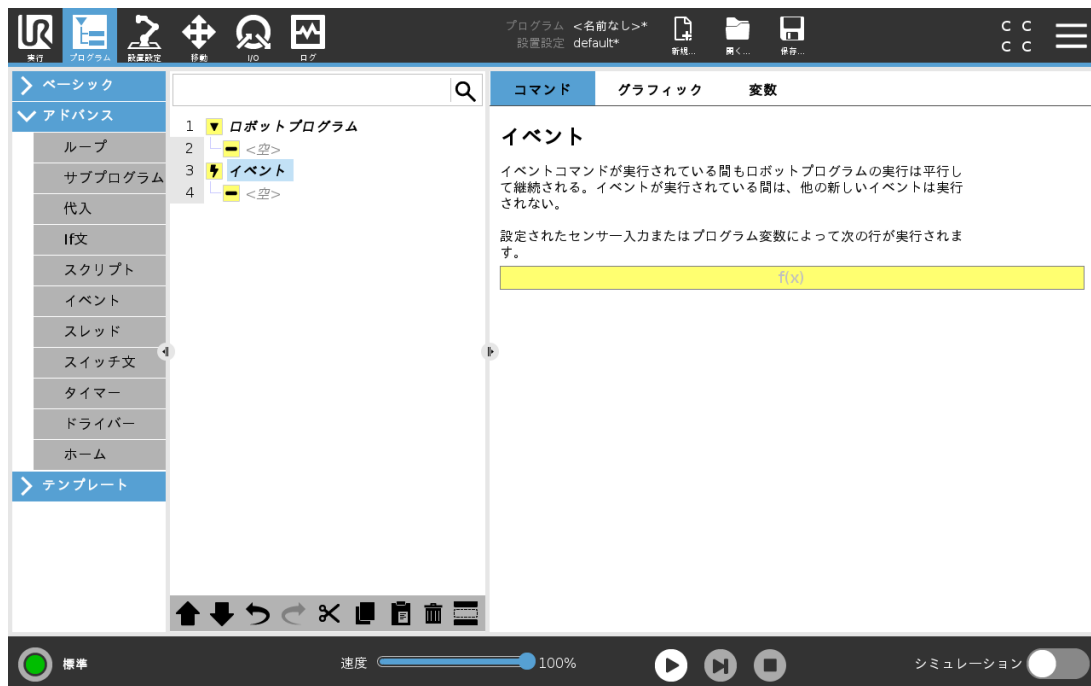 プログラム <名前なし>*
設置設定 default*
実行
プログラム
設置設定
移動
I/O
ログ
新規...
開く...
保存...
C C
C C
ベーシック
アドバンス
ループ
サブプログラム
代入
If文
スクリプト
イベント
スレッド
スイッチ文
タイマー
ドライバー
ホーム
テンプレート
1 ロボットプログラム
2 <空>
3 イベント
4 <空>
コマンド グラフィック 変数
イベント
イベントコマンドが実行されている間もロボットプログラムの実行は平行し
て継続される。イベントが実行されている間は、他の新しいイベントは実行
されない。
設定されたセンサー入力またはプログラム変数によって次の行が実行されま
す。
f(x)
標準
速度 100%
シミュレーション